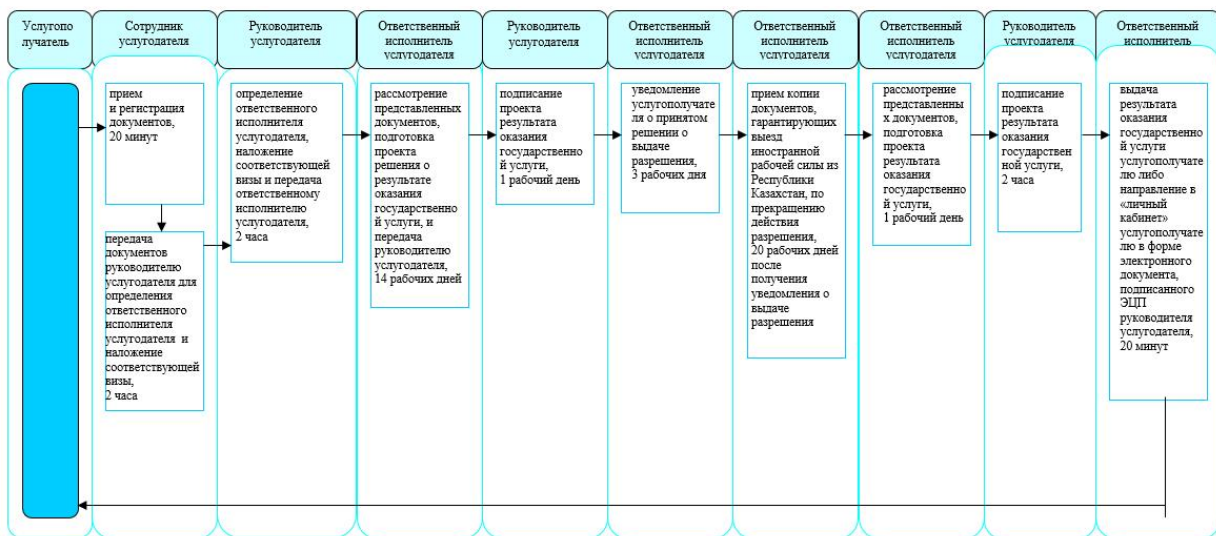 Услугопо
лучатель
Сотрудник
услугодателя
Руководитель
услугодателя
Ответственный
исполнитель
услугодателя
Руководитель
услугодателя
Ответственный
исполнитель
услугодателя
Ответственный
исполнитель
услугодателя
Ответственный
исполнитель
услугодателя
Руководитель
услугодателя
Ответственный
исполнитель
прием
и регистрация
документов,
20 минут
передача
документов
руководителю
услугодателя для
определения
ответственного
исполнителя
услугодателя и
наложение
соответствующей
визы,
2 часа
определение
ответственного
исполнителя
услугодателя,
наложение
соответствующей
визы и передача
ответственному
исполнителю
услугодателя,
2 часа
рассмотрение
представленных
документов,
подготовка
проекта
решения о
результате
оказания
государственно
й услуги, и
передача
руководителю
услугодателя,
14 рабочих дней
подписание
проекта
результата
оказания
государственно
й услуги,
1 рабочий день
уведомление
услугополучате
ля о принятом
решении о
выдаче
разрешения,
3 рабочих дня
прием копии
документов,
гарантирующих
выезд
иностранной
рабочей силы из
Республики
Казахстан, по
прекращению
действия
разрешения,
20 рабочих дней
после
получения
уведомления о
выдаче
разрешения
рассмотрение
представленны
х документов,
подготовка
проекта
результата
оказания
государственно
й услуги,
1 рабочий день
подписание
проекта
результата
оказания
государствен
ной услуги,
2 часа
выдача
результата
оказания
государственно
й услуги
услугополучате
лю либо
направление в
«личный
кабинет»
услугополучате
лю в форме
электронного
документа,
подписанного
ЭЦП
руководителя
услугодателя,
20 минут